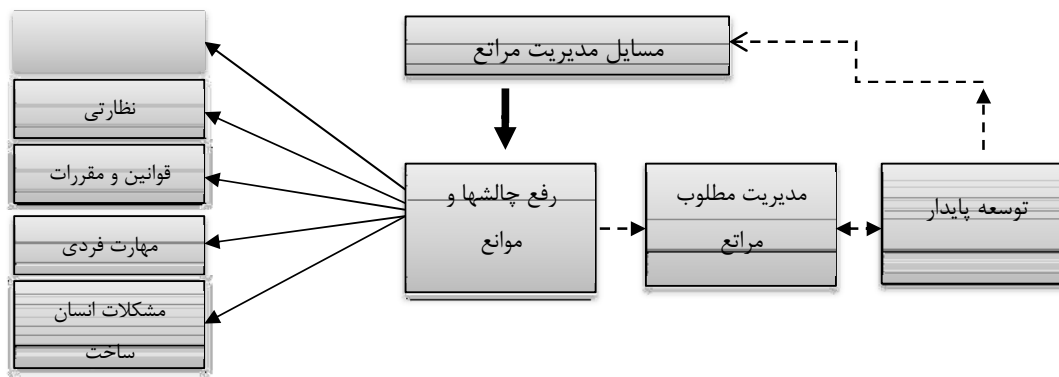 مسایل مدیریت مراتع
نظارتی
قوانین و مقررات
مهارت فردی
مشکلات انسان
ساخت
رفع چالشها و
موانع
مدیریت مطلوب
مراتع
توسعه پایدار